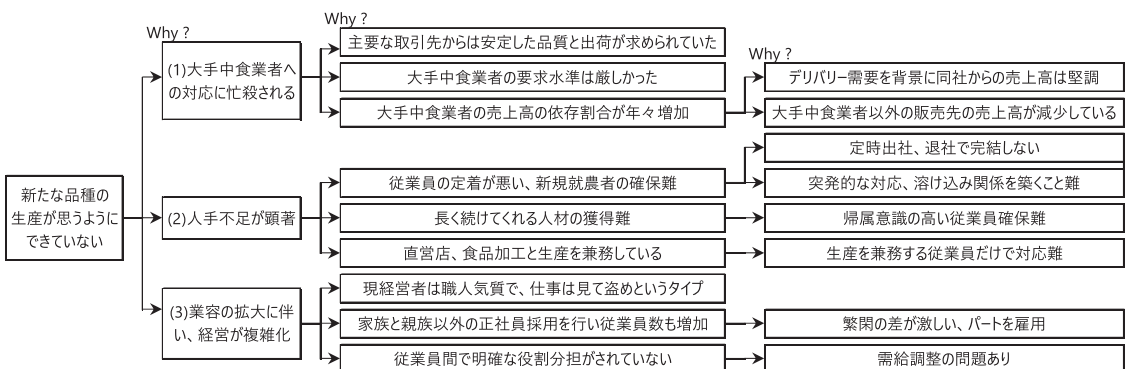 Why ?
Why ?
Why ?
新たな品種の
生産が思うように
できていない
(1)大手中食業者へ
の対応に忙殺される
主要な取引先からは安定した品質と出荷が求められていた
大手中食業者の要求水準は厳しかった
大手中食業者の売上高の依存割合が年々増加
デリバリー需要を背景に同社からの売上高は堅調
大手中食業者以外の販売先の売上高が減少している
(2)人手不足が顕著
従業員の定着が悪い、新規就農者の確保難
定時出社、退社で完結しない
突発的な対応、溶け込み関係を築くこと難
長く続けてくれる人材の獲得難
帰属意識の高い従業員確保難
直営店、食品加工と生産を兼務している
生産を兼務する従業員だけで対応難
(3)業容の拡大に伴
い、経営が複雑化
現経営者は職人気質で、仕事は見て盗めというタイプ
家族と親族以外の正社員採用を行い従業員数も増加
繁閑の差が激しい、パートを雇用
従業員間で明確な役割分担がされていない
需給調整の問題あり